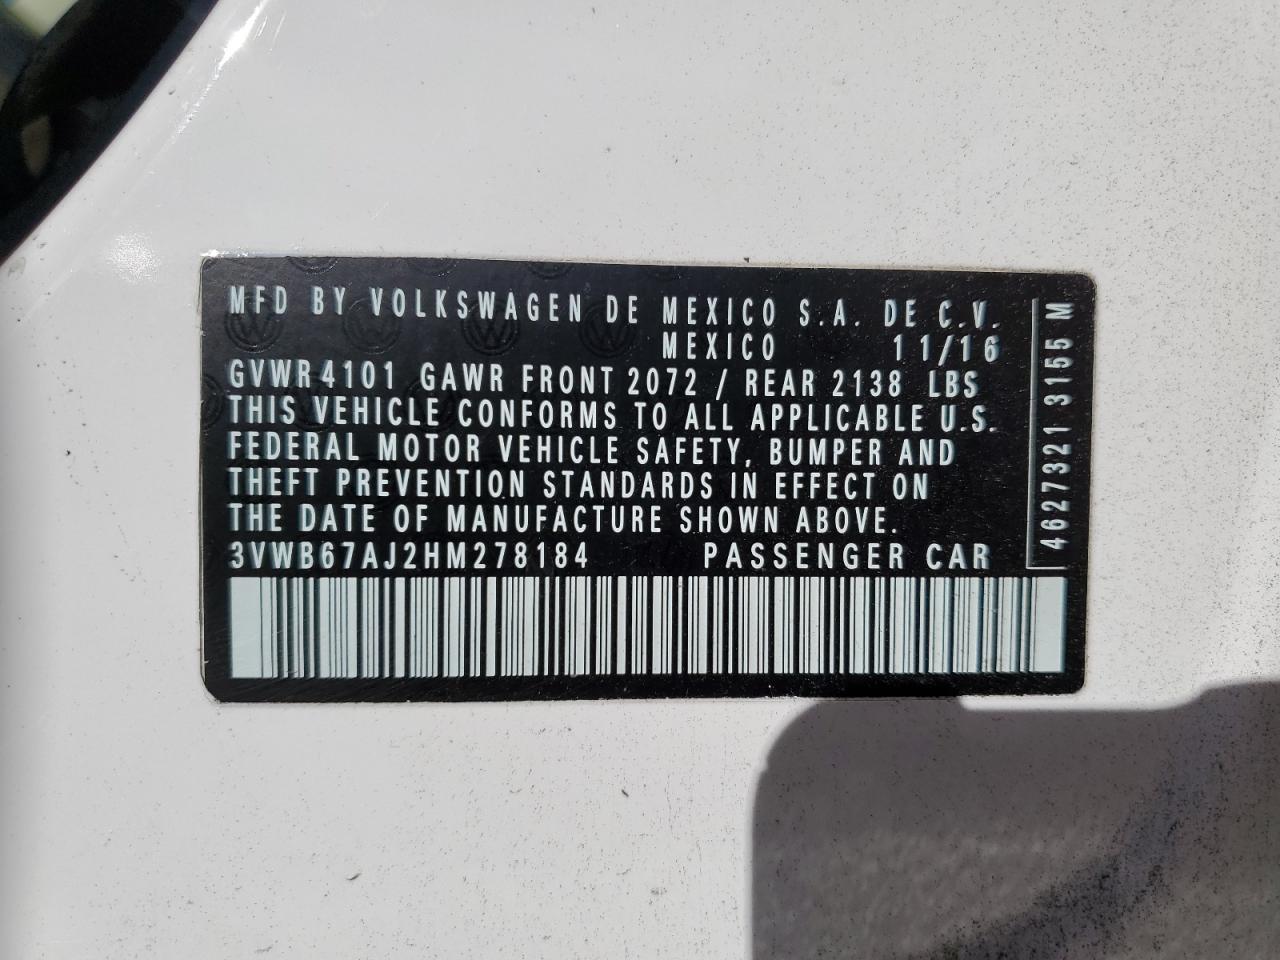 MFD BY VOLKSWAGEN DE MEXICO S.A. DE C.V.
MEXICO 11/16
GVWR 4101 GAWR FRONT 2072 / REAR 2138 LBS
THIS VEHICLE CONFORMS TO ALL APPLICABLE U.S.
FEDERAL MOTOR VEHICLE SAFETY, BUMPER AND
THEFT PREVENTION STANDARDS IN EFFECT ON
THE DATE OF MANUFACTURE SHOWN ABOVE.
3VWB67AJ2HM278184 PASSENGER CAR
4627321 3155 M